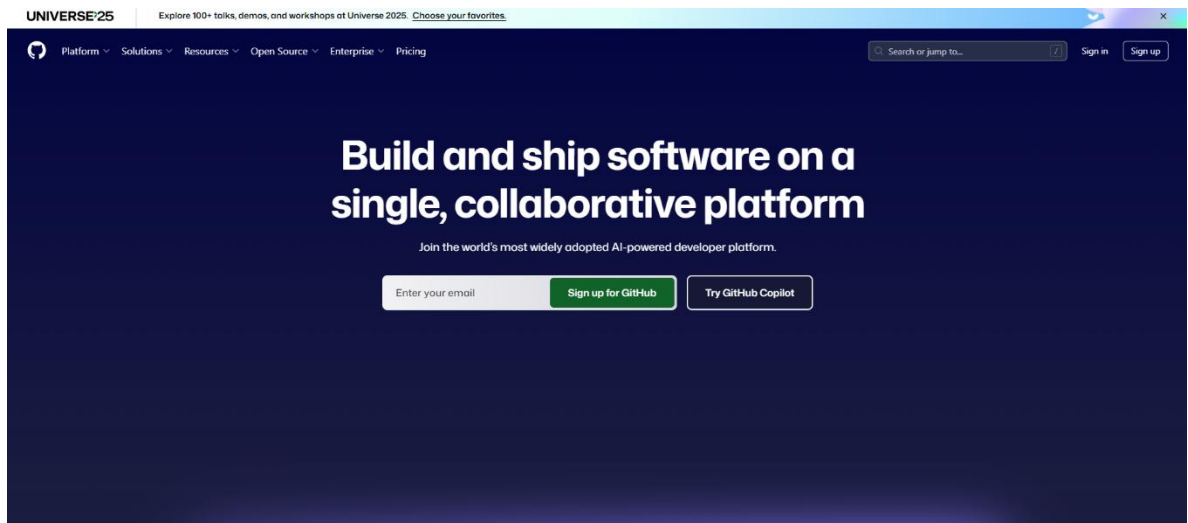 UNIVERSE'25
Explore 100+ talks, demos, and workshops at Universe 2025. Choose your favorites.
Platform
Solutions
Resources
Open Source
Enterprise
Pricing
Search or jump to...
/
Sign in
Sign up
Build and ship software on a
single, collaborative platform
Join the world's most widely adopted AI-powered developer platform.
Enter your email
Sign up for GitHub
Try GitHub Copilot